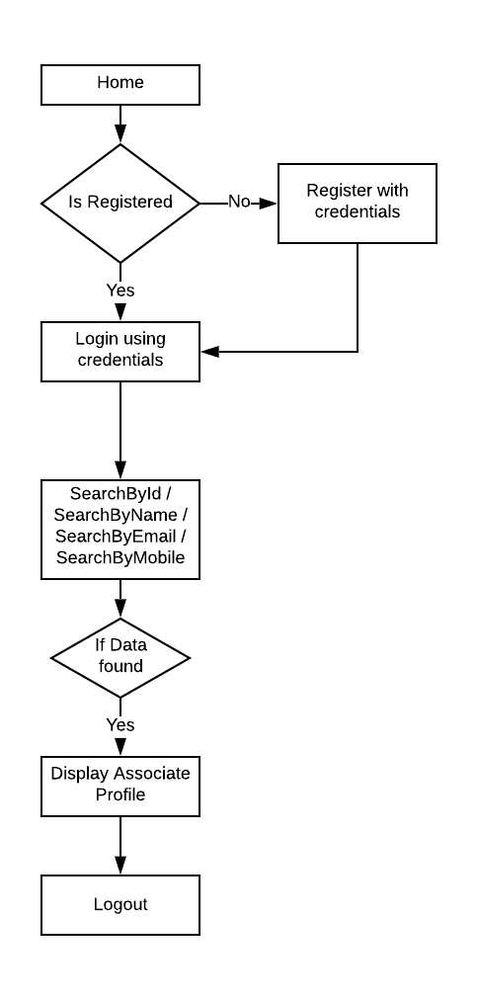 Home
Is Registered
No
Register with
credentials
Yes
Login using
credentials
SearchById /
SearchByName /
SearchByEmail /
SearchByMobile
If Data
found
Yes
Display Associate
Profile
Logout